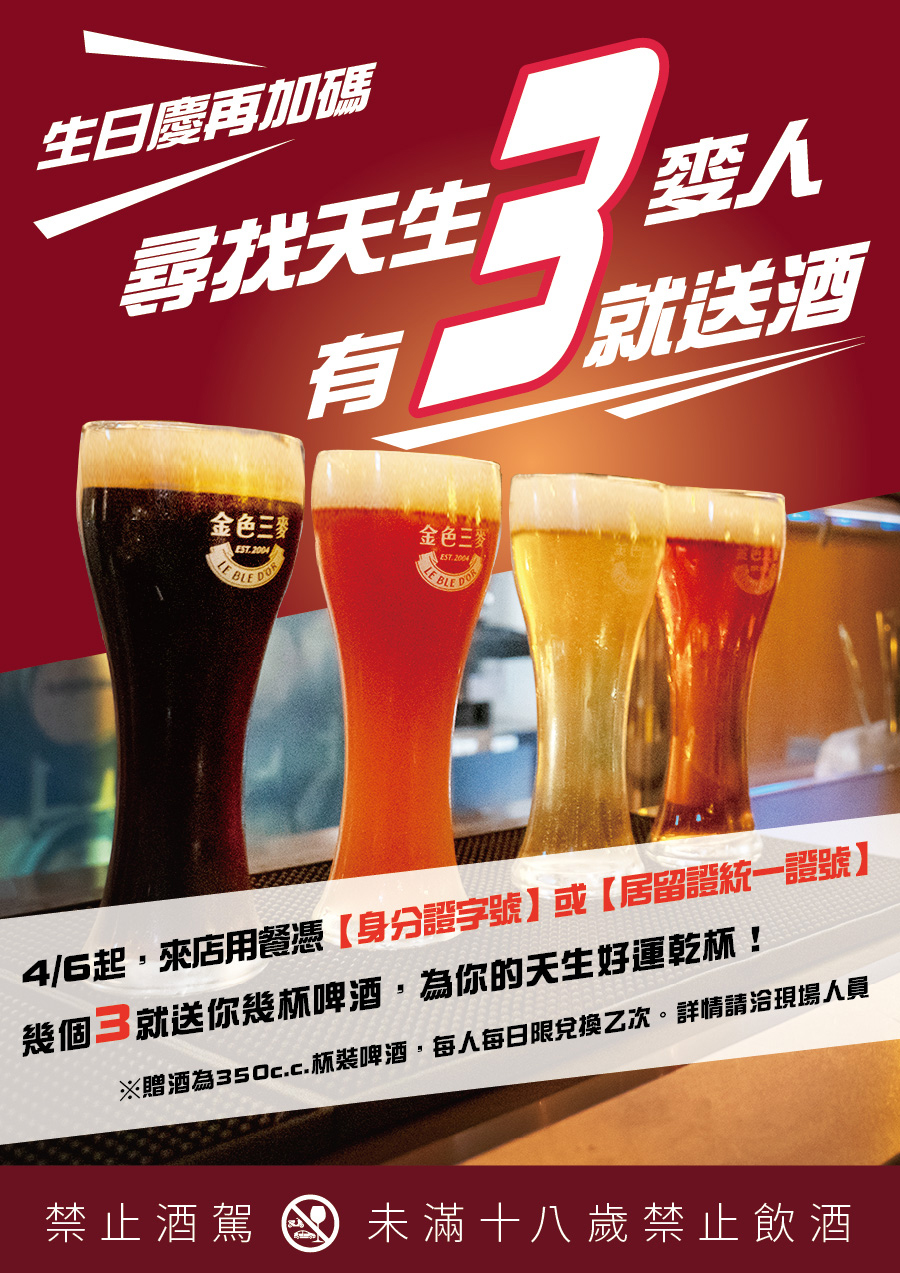 生日慶再加碼
尋找天生3麥人
有3就送酒
金色三麥
EST. 2004
LE BLE D'OR
金色三麥
EST. 2004
LE BLE D'OR
4/6起，來店用餐憑【身分證字號】或【居留證統一證號】
幾個3就送你幾杯啤酒，為你的天生好運乾杯！
※贈酒為350c.c.杯裝啤酒，每人每日限兌換乙次。詳情請洽現場人員
禁止酒駕 未滿十八歲禁止飲酒